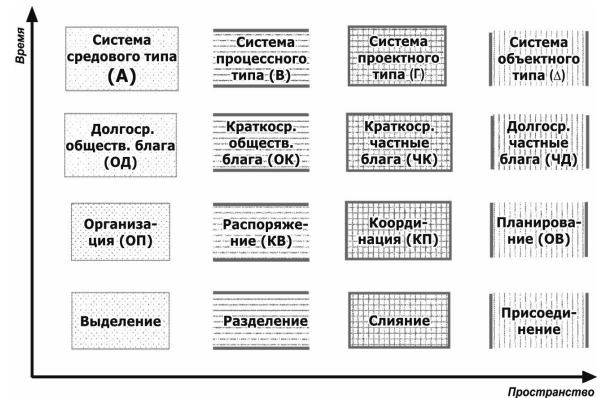 Время
Система
средового типа
(А)
Система
процессного
типа (В)
Система
проектного
типа (Г)
Система
объектного
типа (Δ)
Долгоср.
обществ. блага
(ОД)
Краткоср.
обществ.
блага (ОК)
Краткоср.
частные
блага (ЧК)
Долгоср.
частные
блага (ЧД)
Организа-
ция (ОП)
Распоряже-
ние (КВ)
Коорди-
нация (КП)
Планирова-
ние (ОВ)
Выделение
Разделение
Слияние
Присоеди-
нение
Пространство